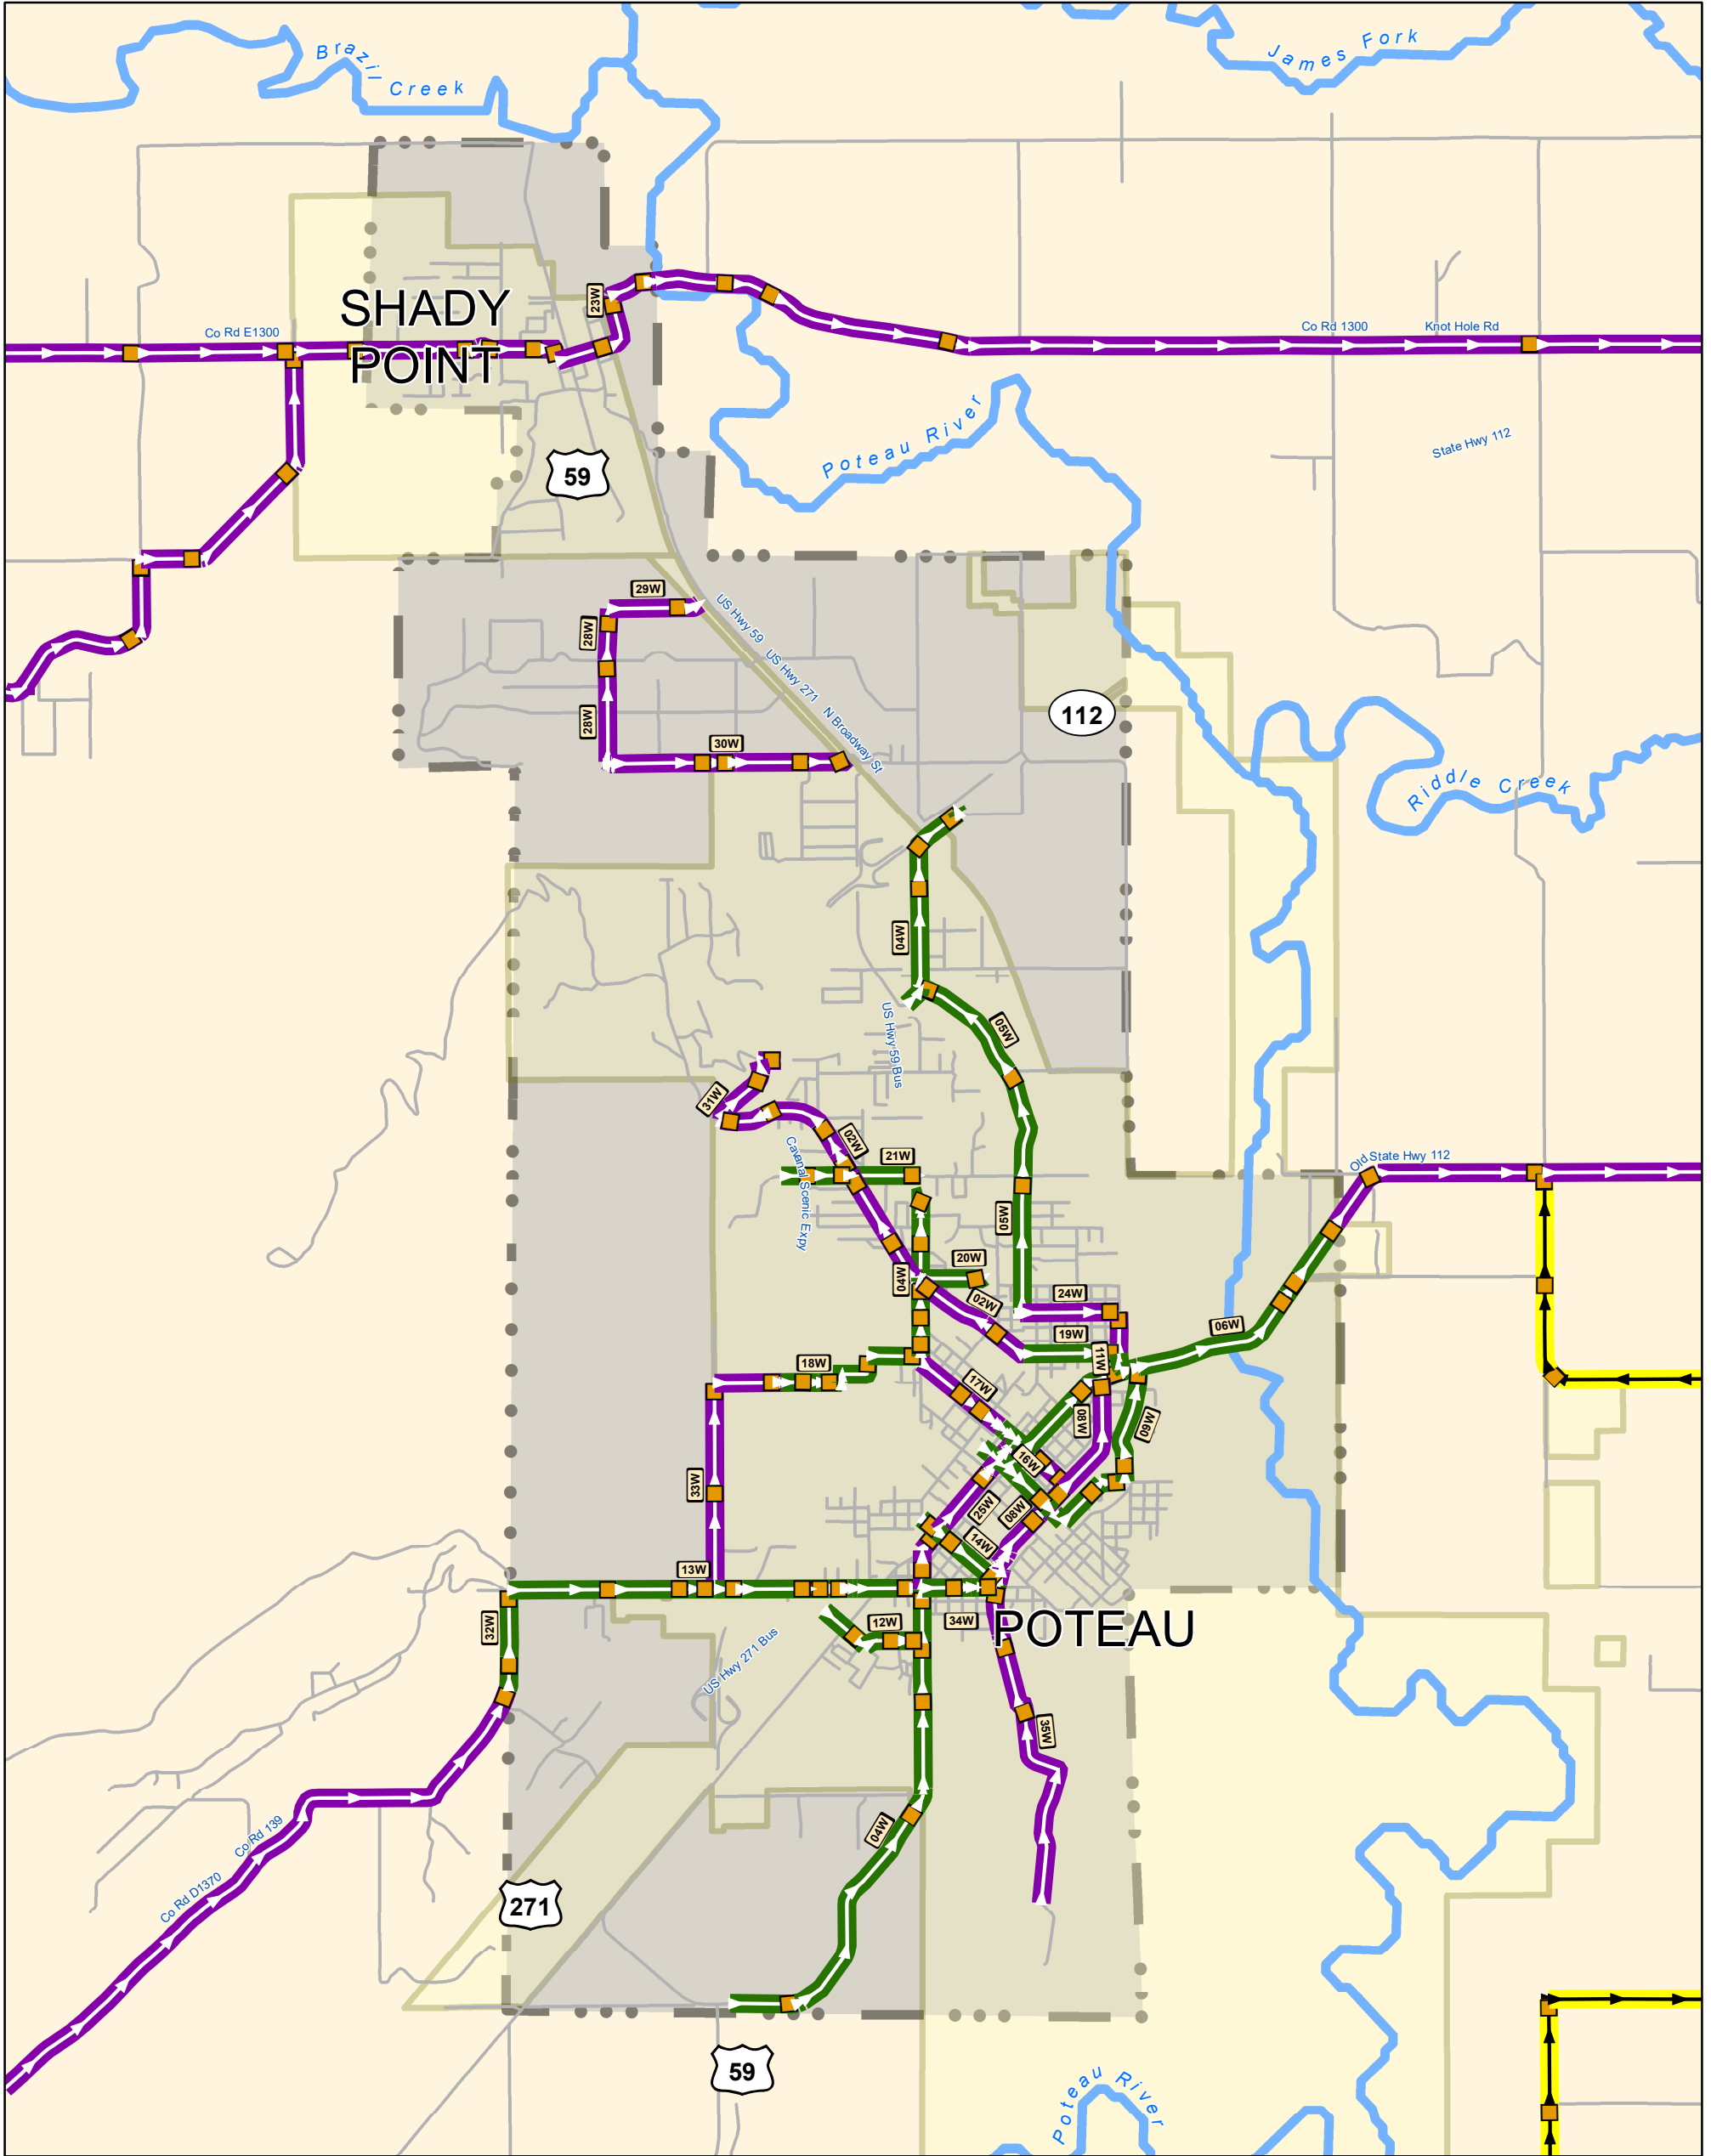 Brazil Creek
James Fork
SHADY
POINT
23W
Co Rd E1300
Co Rd 1300
Knot Hole Rd
Poteau River
State Hwy 112
59
29W
28W
US Hwy 59
US Hwy 271
N Broadway St
28W
30W
112
Riddle Creek
04W
US Hwy 59 Bus
05W
31W
02W
Cavanal Scenic Expy
21W
Old State Hwy 112
05W
20W
04W
02W
24W
19W
11W
06W
18W
17W
08W
09W
16W
33W
25W
08W
14W
13W
32W
12W
34W
POTEAU
US Hwy 271 Bus
35W
04W
Co Rd 139
Co Rd D1370
271
59
Poteau River